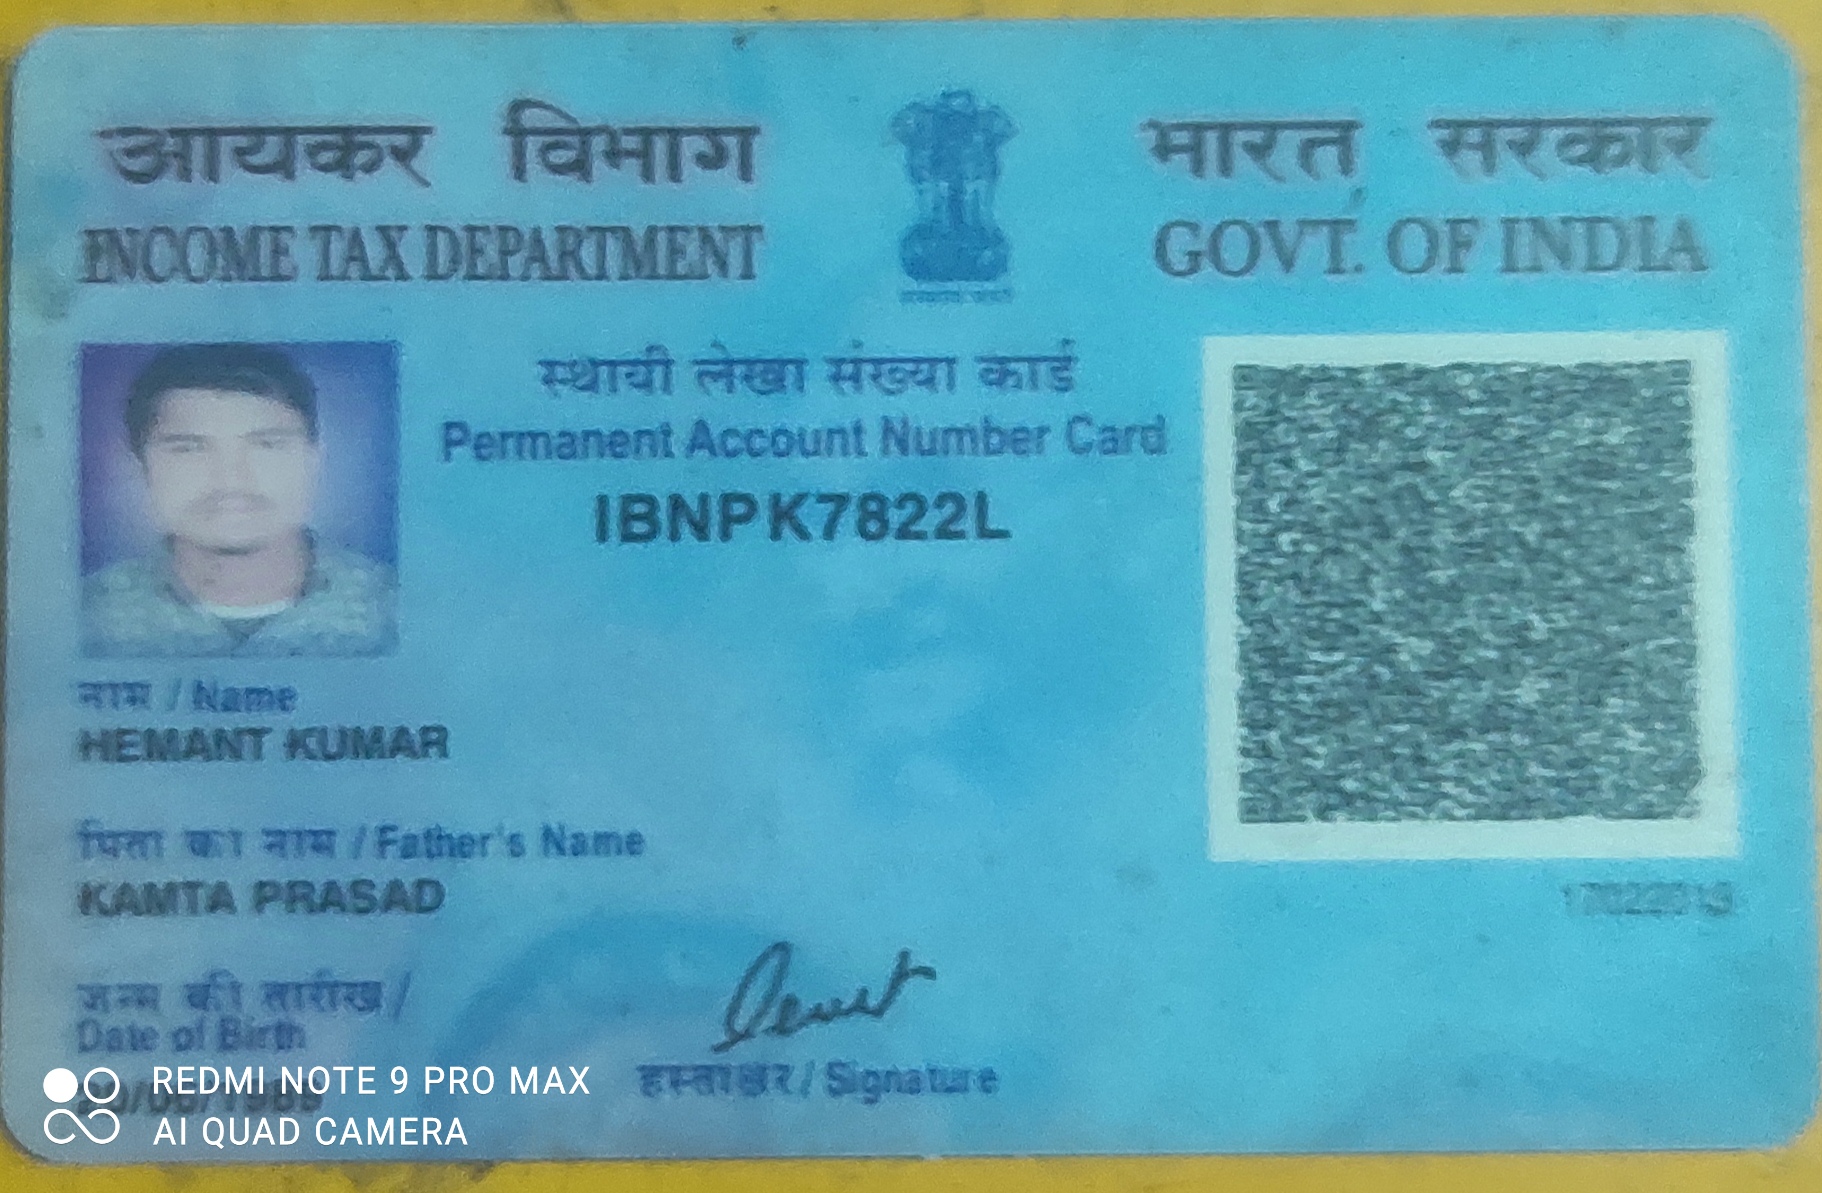 आयकर विभाग
INCOME TAX DEPARTMENT
भारत सरकार
GOVT. OF INDIA
स्थायी लेखा संख्या कार्ड
Permanent Account Number Card
IBNPK7822L
नाम / Name
HEMANT KUMAR
पिता का नाम / Father's Name
KAMTA PRASAD
जन्म की तारीख /
Date of Birth
हस्ताक्षर / Signature
REDMI NOTE 9 PRO MAX
AI QUAD CAMERA